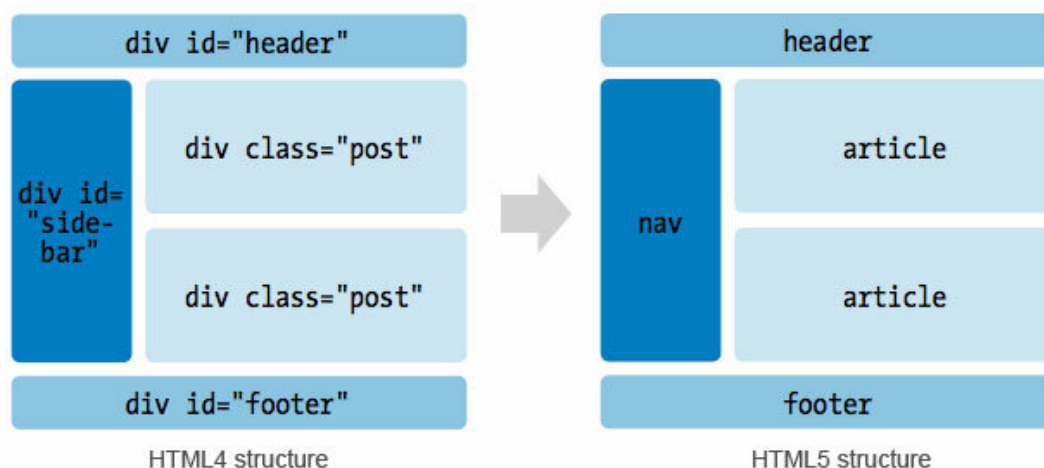 div id="header"
div id=
"side-
bar"
div class="post"
div class="post"
div id="footer"
HTML4 structure
header
nav
article
article
footer
HTML5 structure